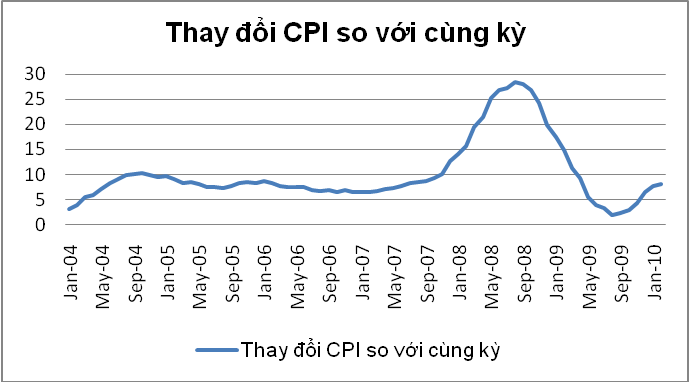 Thay đổi CPI so với cùng kỳ
30
25
20
15
10
5
0
Jan-04
May-04
Sep-04
Jan-05
May-05
Sep-05
Jan-06
May-06
Sep-06
Jan-07
May-07
Sep-07
Jan-08
May-08
Sep-08
Jan-09
May-09
Sep-09
Jan-10
Thay đổi CPI so với cùng kỳ